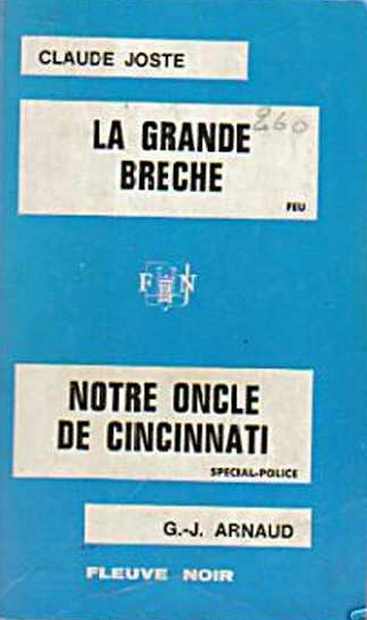 CLAUDE JOSTE
260
LA GRANDE
BRECHE
FEU
F N
NOTRE ONCLE
DE CINCINNATI
SPECIAL-POLICE
G.-J. ARNAUD
FLEUVE NOIR